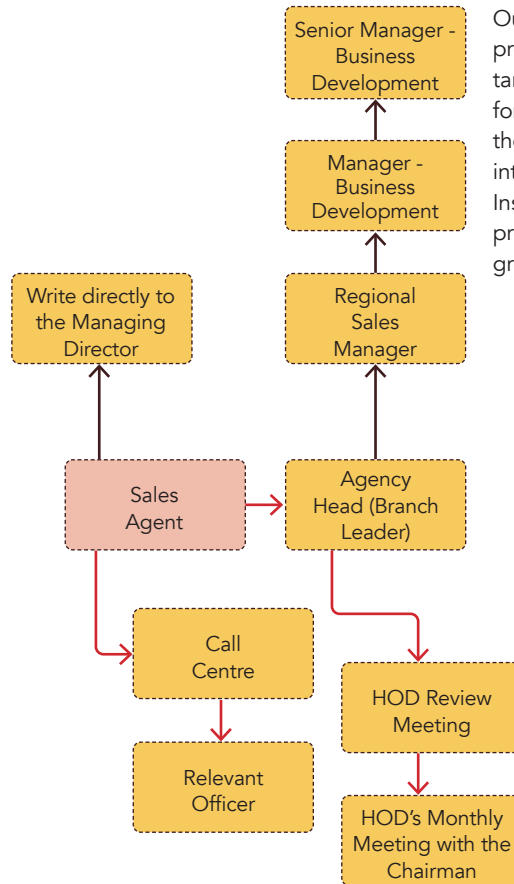 Senior Manager -
Business
Development
Manager -
Business
Development
Write directly to
the Managing
Director
Regional
Sales
Manager
Sales
Agent
Agency
Head (Branch
Leader)
Call
Centre
HOD Review
Meeting
Relevant
Officer
HOD's Monthly
Meeting with the
Chairman